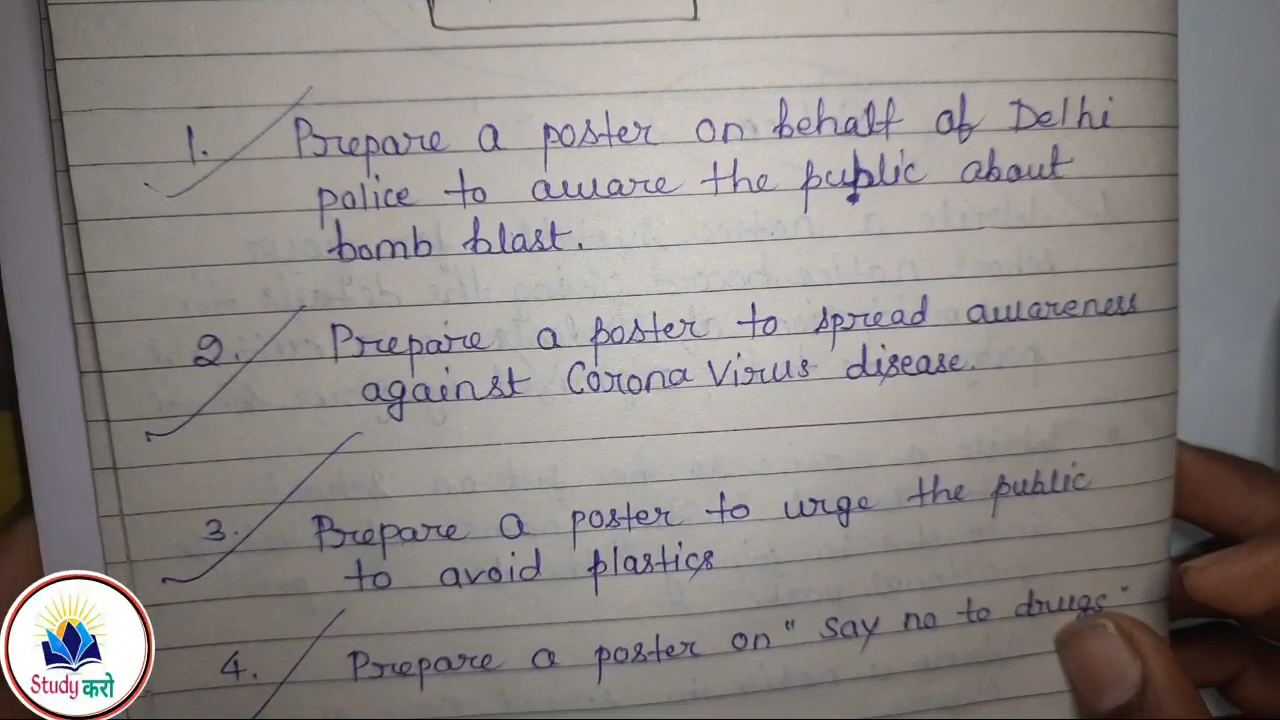 1. Prepare a poster on behalf of Delhi
police to aware the public about
bomb blast.
2. Prepare a poster to spread awareness
against Corona Virus disease.
3. Prepare a poster to urge the public
to avoid plastics
4. Prepare a poster on "say no to drugs"
Study करो